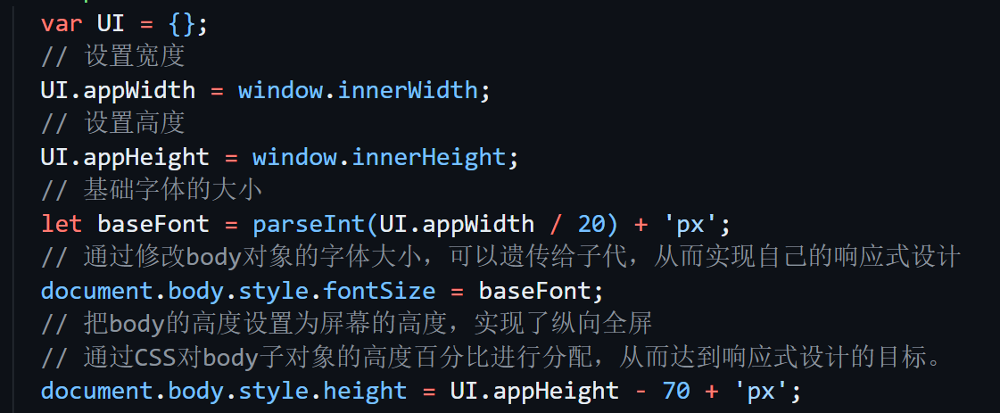 var UI = {};
// 设置宽度
UI.appWidth = window.innerWidth;
// 设置高度
UI.appHeight = window.innerHeight;
// 基础字体的大小
let baseFont = parseInt(UI.appWidth / 20) + 'px';
// 通过修改body对象的字体大小，可以遗传给子代，从而实现自己的响应式设计
document.body.style.fontSize = baseFont;
// 把body的高度设置为屏幕的高度，实现了纵向全屏
// 通过CSS对body子对象的高度百分比进行分配，从而达到响应式设计的目标。
document.body.style.height = UI.appHeight - 70 + 'px';